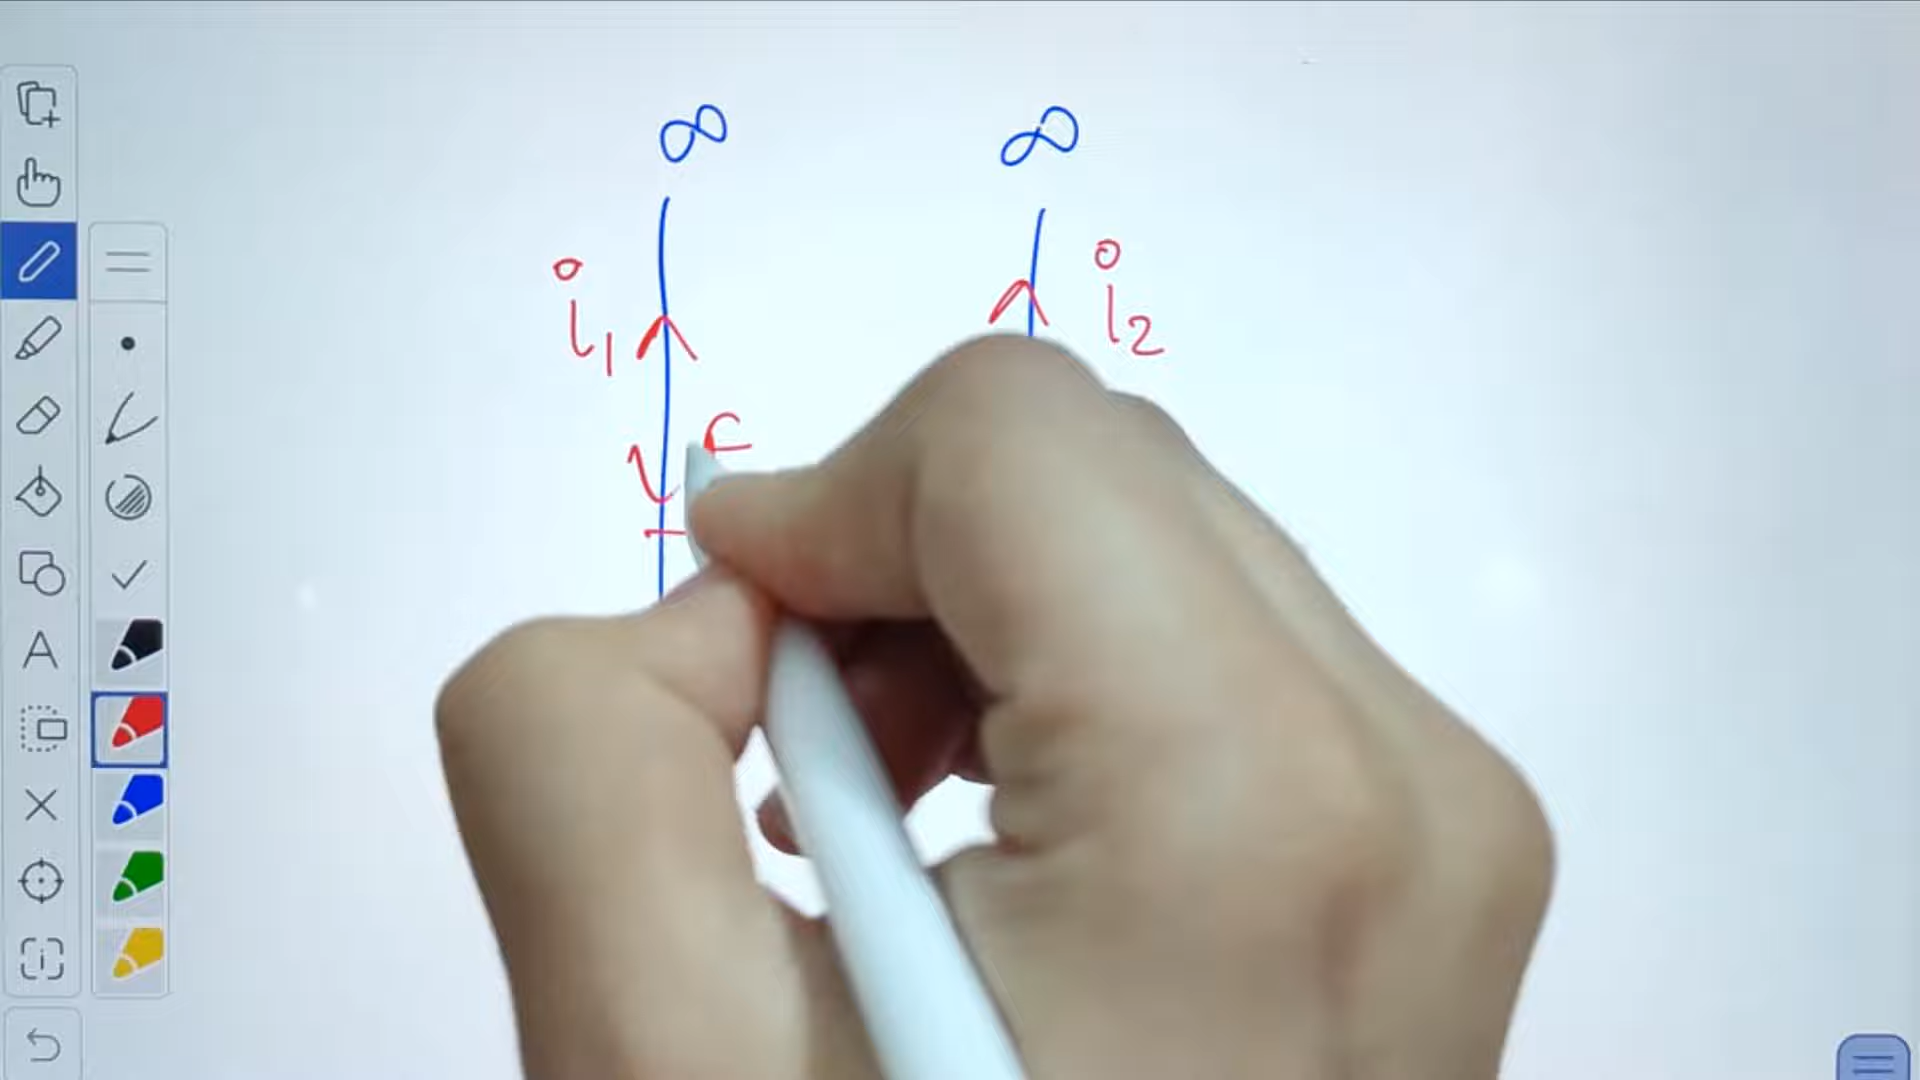 ∞ ∞
i₁ i₂